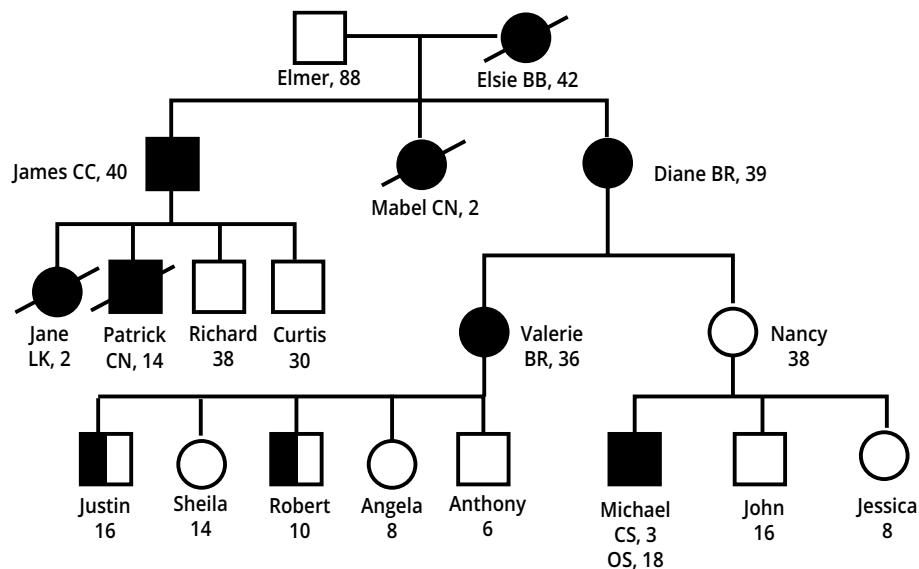 Elmer, 88
Elsie BB, 42
James CC, 40
Mabel CN, 2
Diane BR, 39
Jane
LK, 2
Patrick
CN, 14
Richard
38
Curtis
30
Valerie
BR, 36
Nancy
38
Justin
16
Sheila
14
Robert
10
Angela
8
Anthony
6
Michael
CS, 3
OS, 18
John
16
Jessica
8